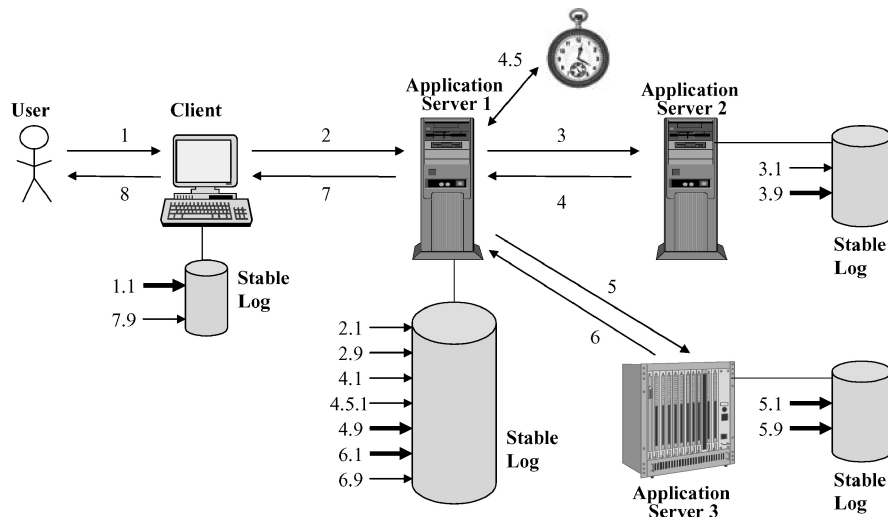 4.5
User
Client
Application
Server 1
Application
Server 2
1
2
3
8
7
4
3.1
3.9
Stable
Log
1.1
7.9
Stable
Log
5
6
2.1
2.9
4.1
4.5.1
4.9
6.1
6.9
Stable
Log
5.1
5.9
Stable
Log
Application
Server 3